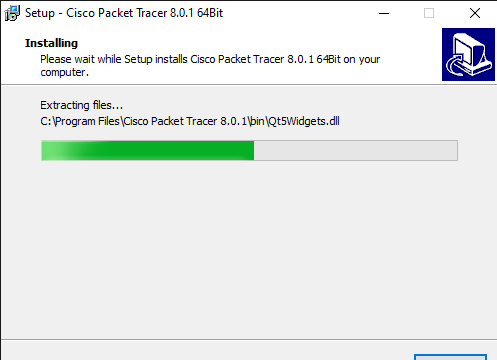 Setup - Cisco Packet Tracer 8.0.1 64Bit
Installing
Please wait while Setup installs Cisco Packet Tracer 8.0.1 64Bit on your
computer.
Extracting files...
C:\Program Files\Cisco Packet Tracer 8.0.1\bin\Qt5Widgets.dll